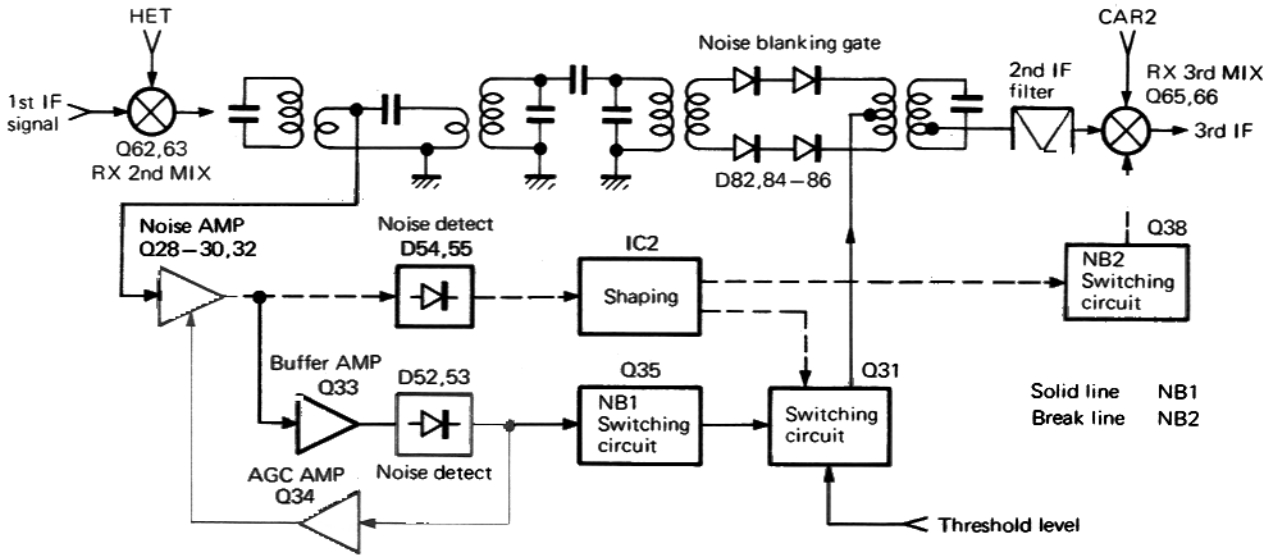 HET
CAR2
Noise blanking gate
1st IF
signal
2nd IF
filter
RX 3rd MIX
Q65,66
3rd IF
Q62,63
RX 2nd MIX
D82,84–86
Noise AMP
Q28–30,32
Noise detect
D54,55
IC2
Shaping
Q38
NB2
Switching
circuit
Buffer AMP
Q33
D52,53
Noise detect
Q35
NB1
Switching
circuit
Q31
Switching
circuit
Solid line NB1
Break line NB2
AGC AMP
Q34
Threshold level